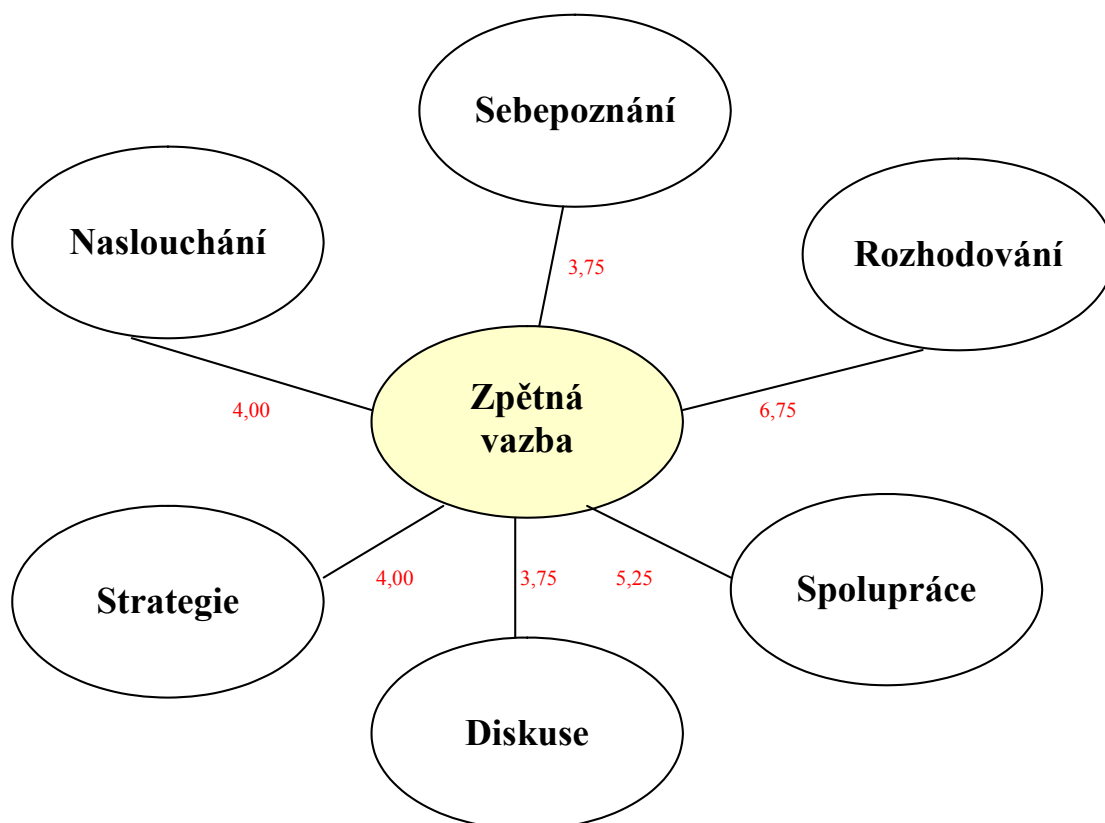 Sebepoznání
Naslouchání
Rozhodování
3,75
Zpětná
vazba
4,00
6,75
4,00
3,75
5,25
Strategie
Spolupráce
Diskuse